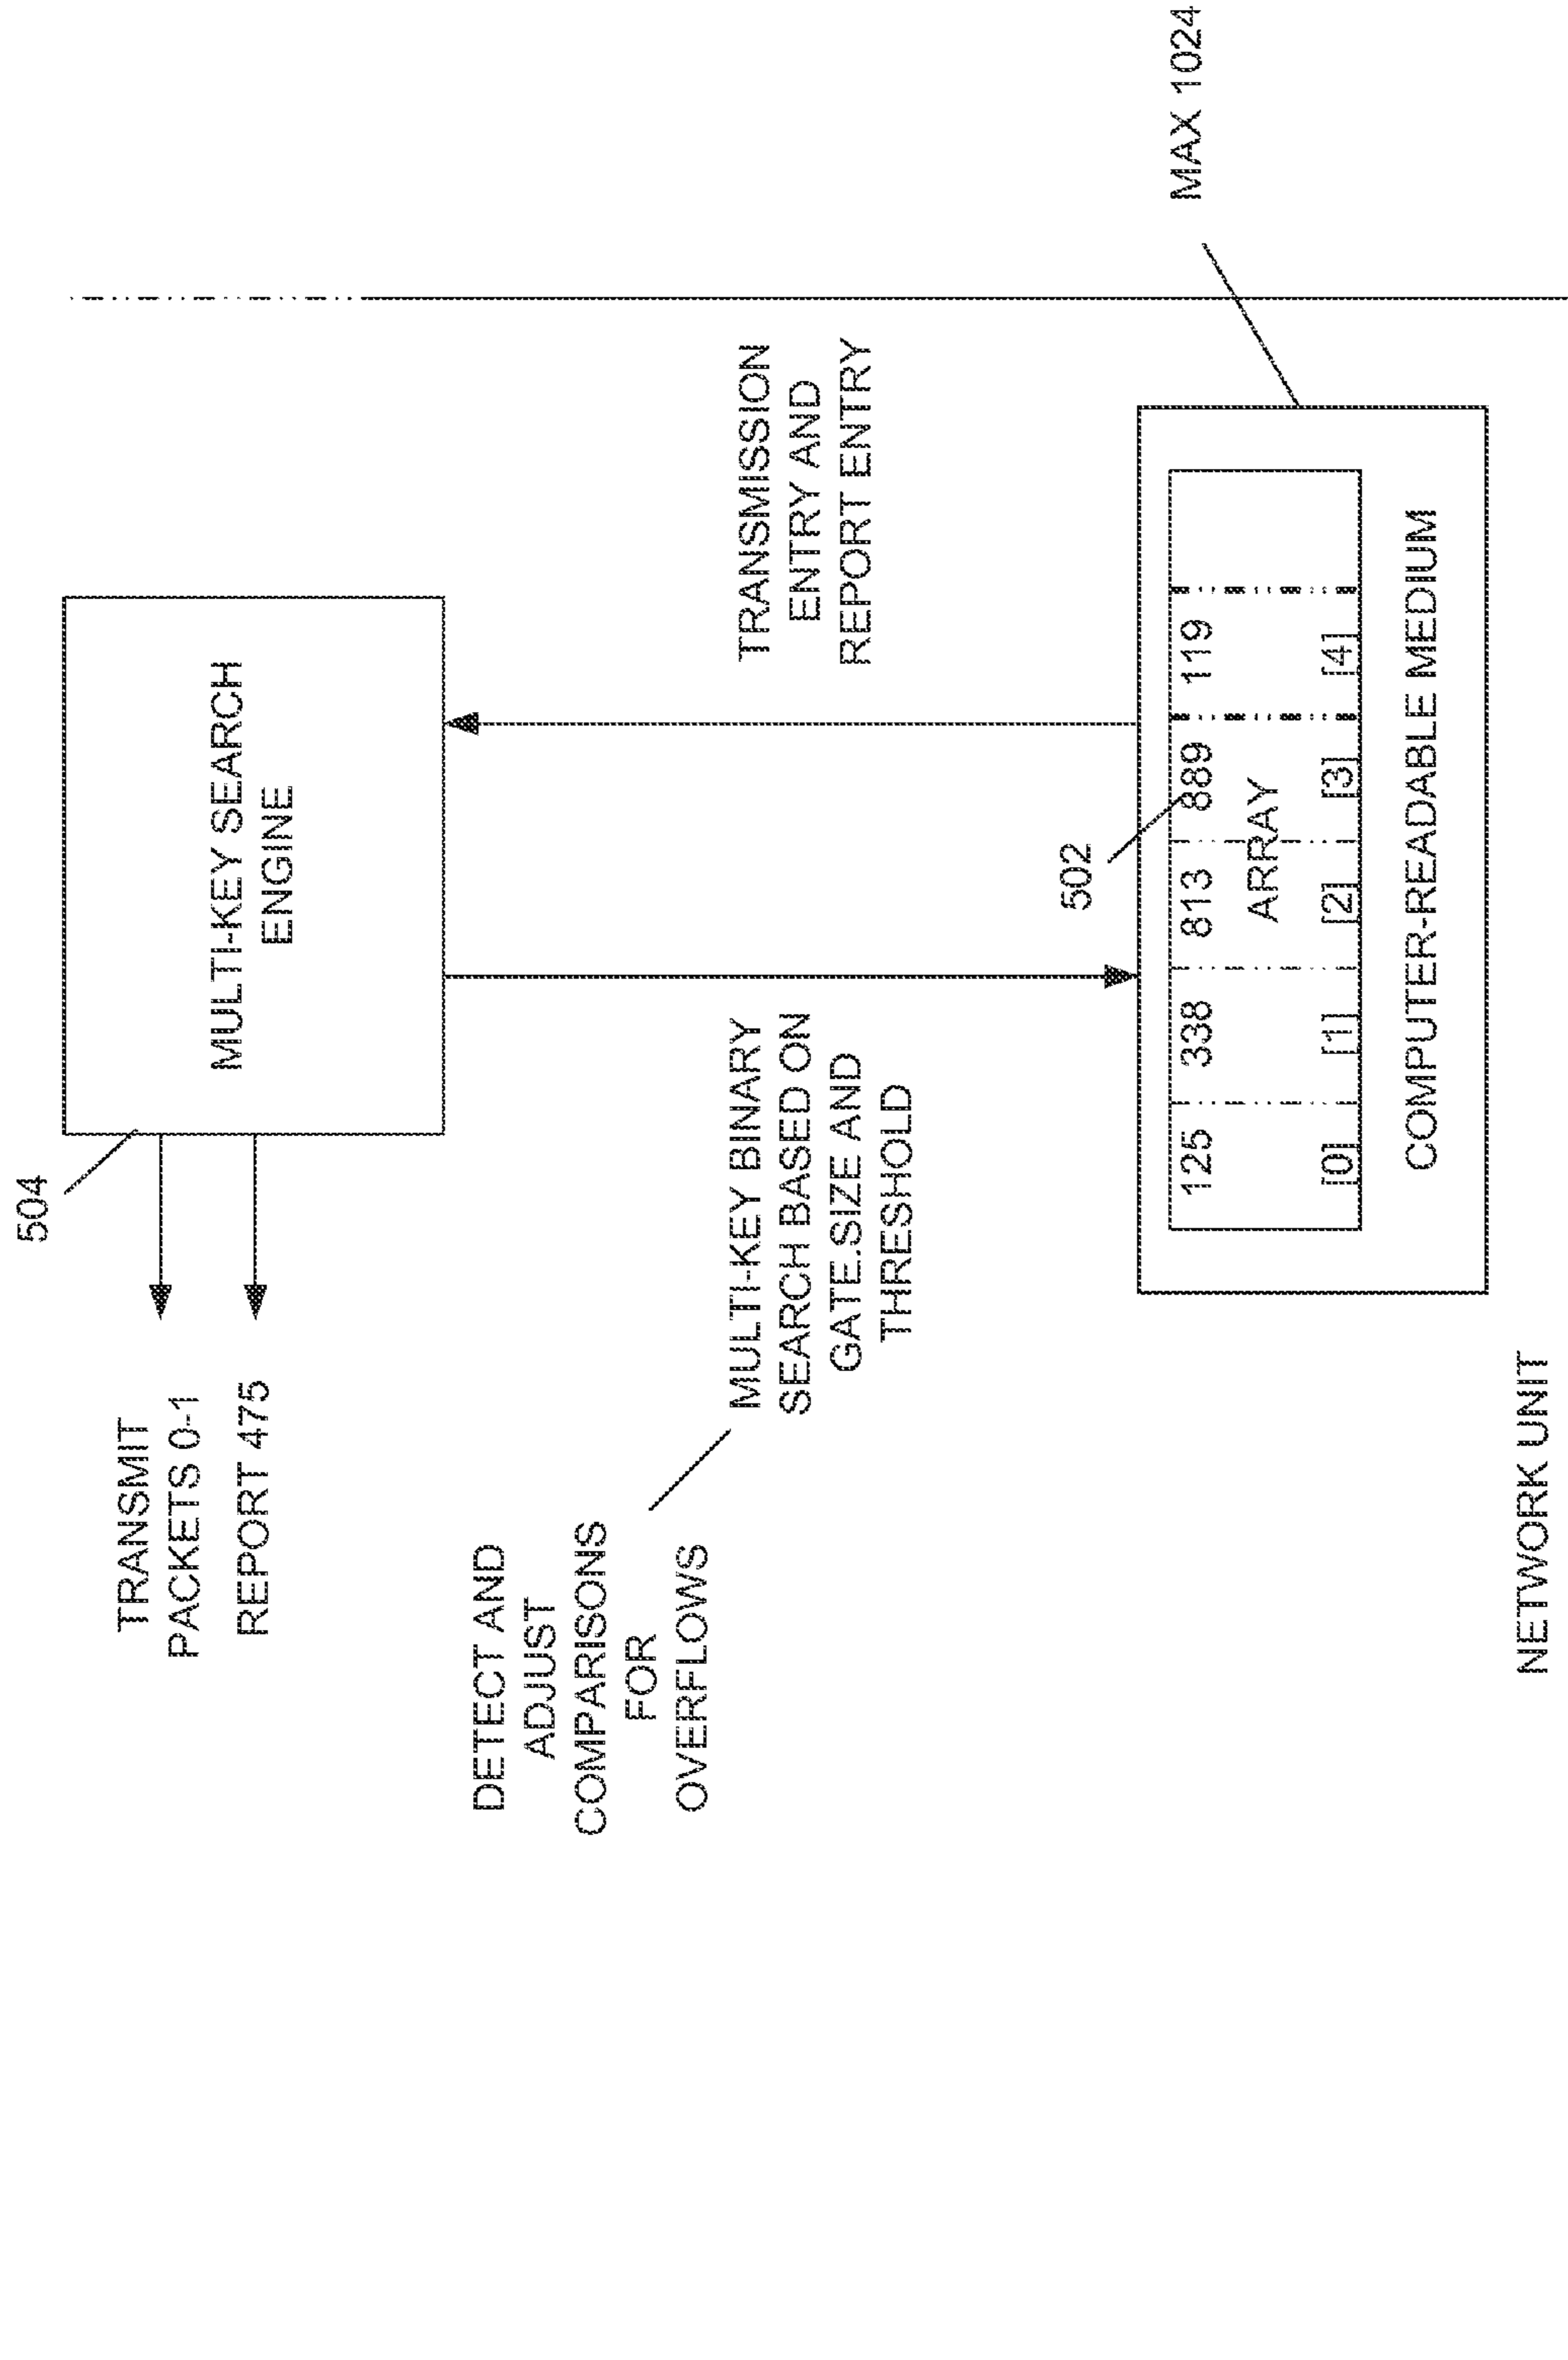 504
TRANSMIT
PACKETS 0-1
REPORT 475
MULTI-KEY SEARCH
ENGINE
DETECT AND
ADJUST
COMPARISONS
FOR
OVERFLOWS
MULTI-KEY BINARY
SEARCH BASED ON
GATE.SIZE AND
THRESHOLD
TRANSMISSION
ENTRY AND
REPORT ENTRY
502
MAX 1024
125 338 813 889 119
ARRAY
[0] [1] [2] [3] [4]
COMPUTER-READABLE MEDIUM
NETWORK UNIT